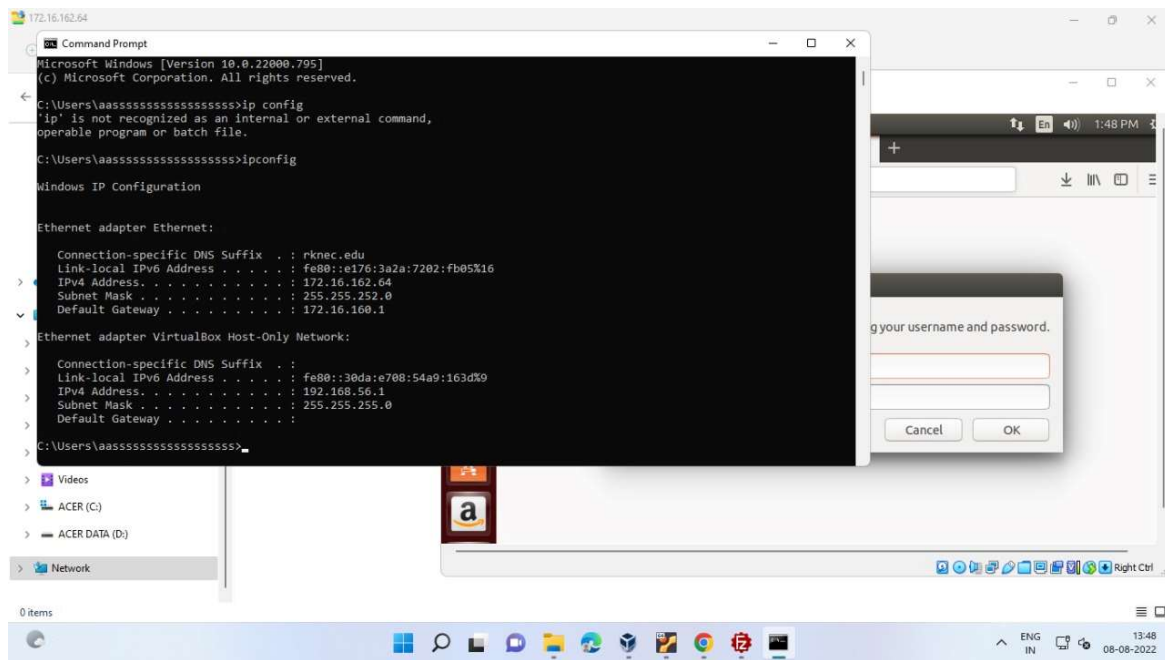 172.16.162.64
Command Prompt
Microsoft Windows [Version 10.0.22000.795]
(c) Microsoft Corporation. All rights reserved.
C:\Users\aasssssssssssssssssss>ip config
'ip' is not recognized as an internal or external command,
operable program or batch file.
C:\Users\aasssssssssssssssssss>ipconfig
Windows IP Configuration
Ethernet adapter Ethernet:
Connection-specific DNS Suffix . : rknec.edu
Link-local IPv6 Address . . . . . : fe80::e176:3a2a:7202:fb05%16
IPv4 Address. . . . . . . . . . . : 172.16.162.64
Subnet Mask . . . . . . . . . . . : 255.255.252.0
Default Gateway . . . . . . . . . : 172.16.160.1
Ethernet adapter VirtualBox Host-Only Network:
Connection-specific DNS Suffix . :
Link-local IPv6 Address . . . . . : fe80::30da:e708:54a9:163d%9
IPv4 Address. . . . . . . . . . . : 192.168.56.1
Subnet Mask . . . . . . . . . . . : 255.255.255.0
Default Gateway . . . . . . . . . :
C:\Users\aasssssssssssssssssss>
En 1:48 PM
g your username and password.
Cancel OK
Videos
ACER (C:)
ACER DATA (D:)
Network
Right Ctrl
0 items
ENG
IN
13:48
08-08-2022